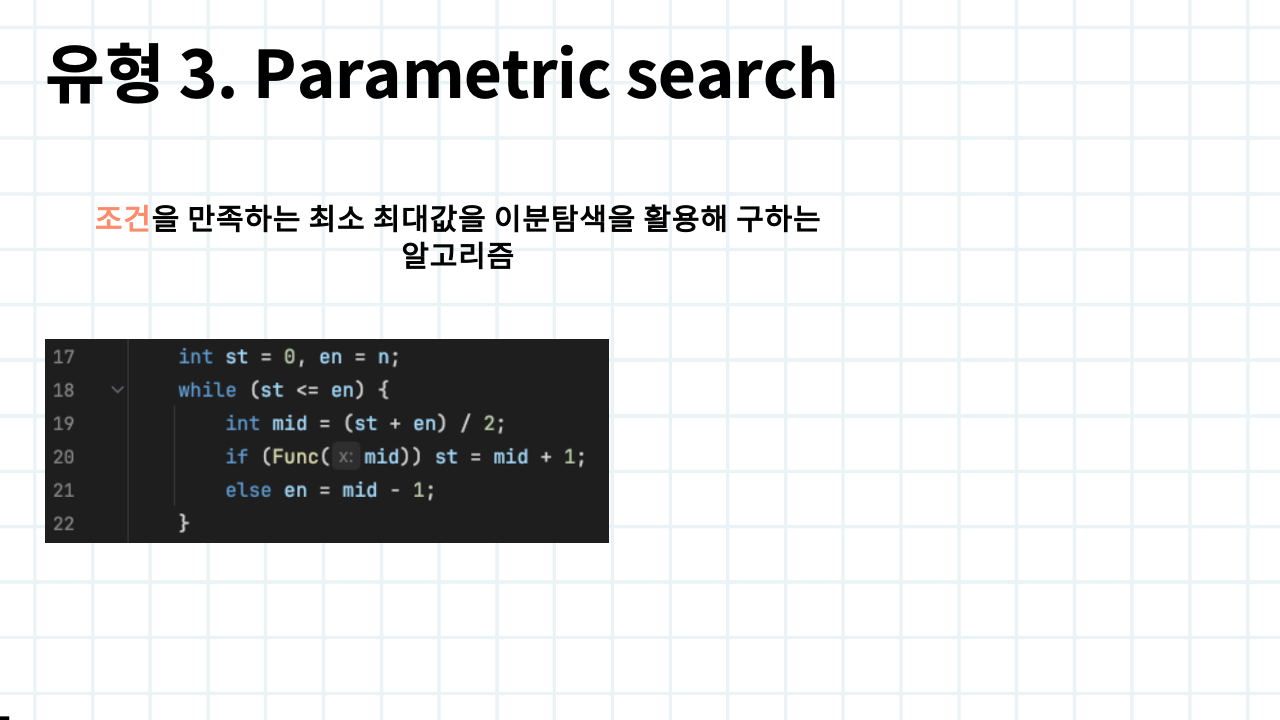 유형 3. Parametric search
조건을 만족하는 최소 최대값을 이분탐색을 활용해 구하는
알고리즘
17 int st = 0, en = n;
18 while (st <= en) {
19 int mid = (st + en) / 2;
20 if (Func( x: mid)) st = mid + 1;
21 else en = mid - 1;
22 }